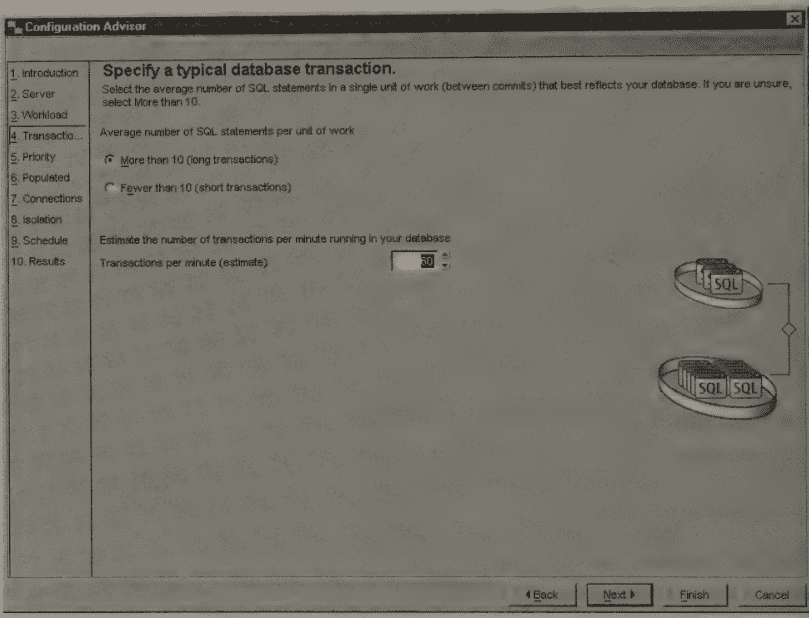 Configuration Advisor
1. Introduction
2. Server
3. Workload
4. Transactio...
5. Priority
6. Populated
7. Connections
8. Isolation
9. Schedule
10. Results
Specify a typical database transaction.
Select the average number of SQL statements in a single unit of work (between commits) that best reflects your database. If you are unsure,
select More than 10.
Average number of SQL statements per unit of work
More than 10 (long transactions)
Fewer than 10 (short transactions)
Estimate the number of transactions per minute running in your database
Transactions per minute (estimate)
60
SQL
SQL SQL
Back Next Finish Cancel